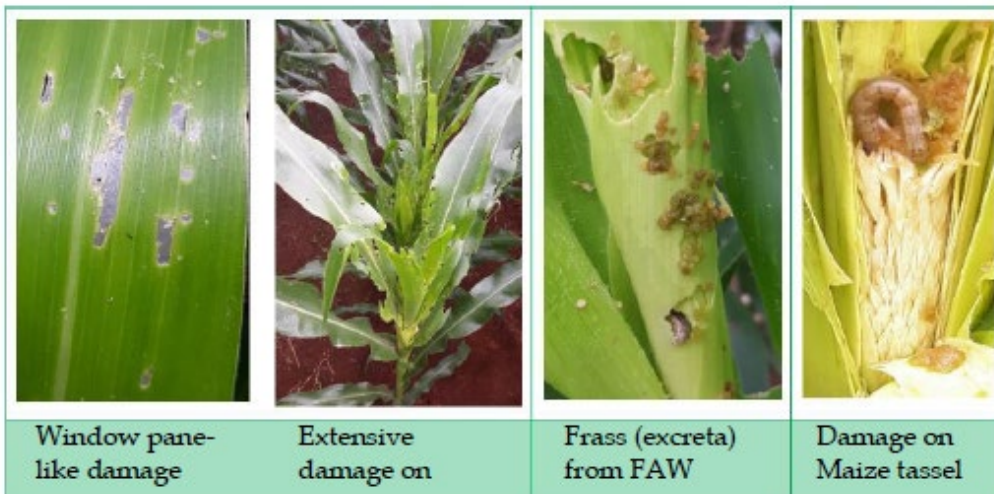 Window pane-
like damage
Extensive
damage on
Frass (excreta)
from FAW
Damage on
Maize tassel